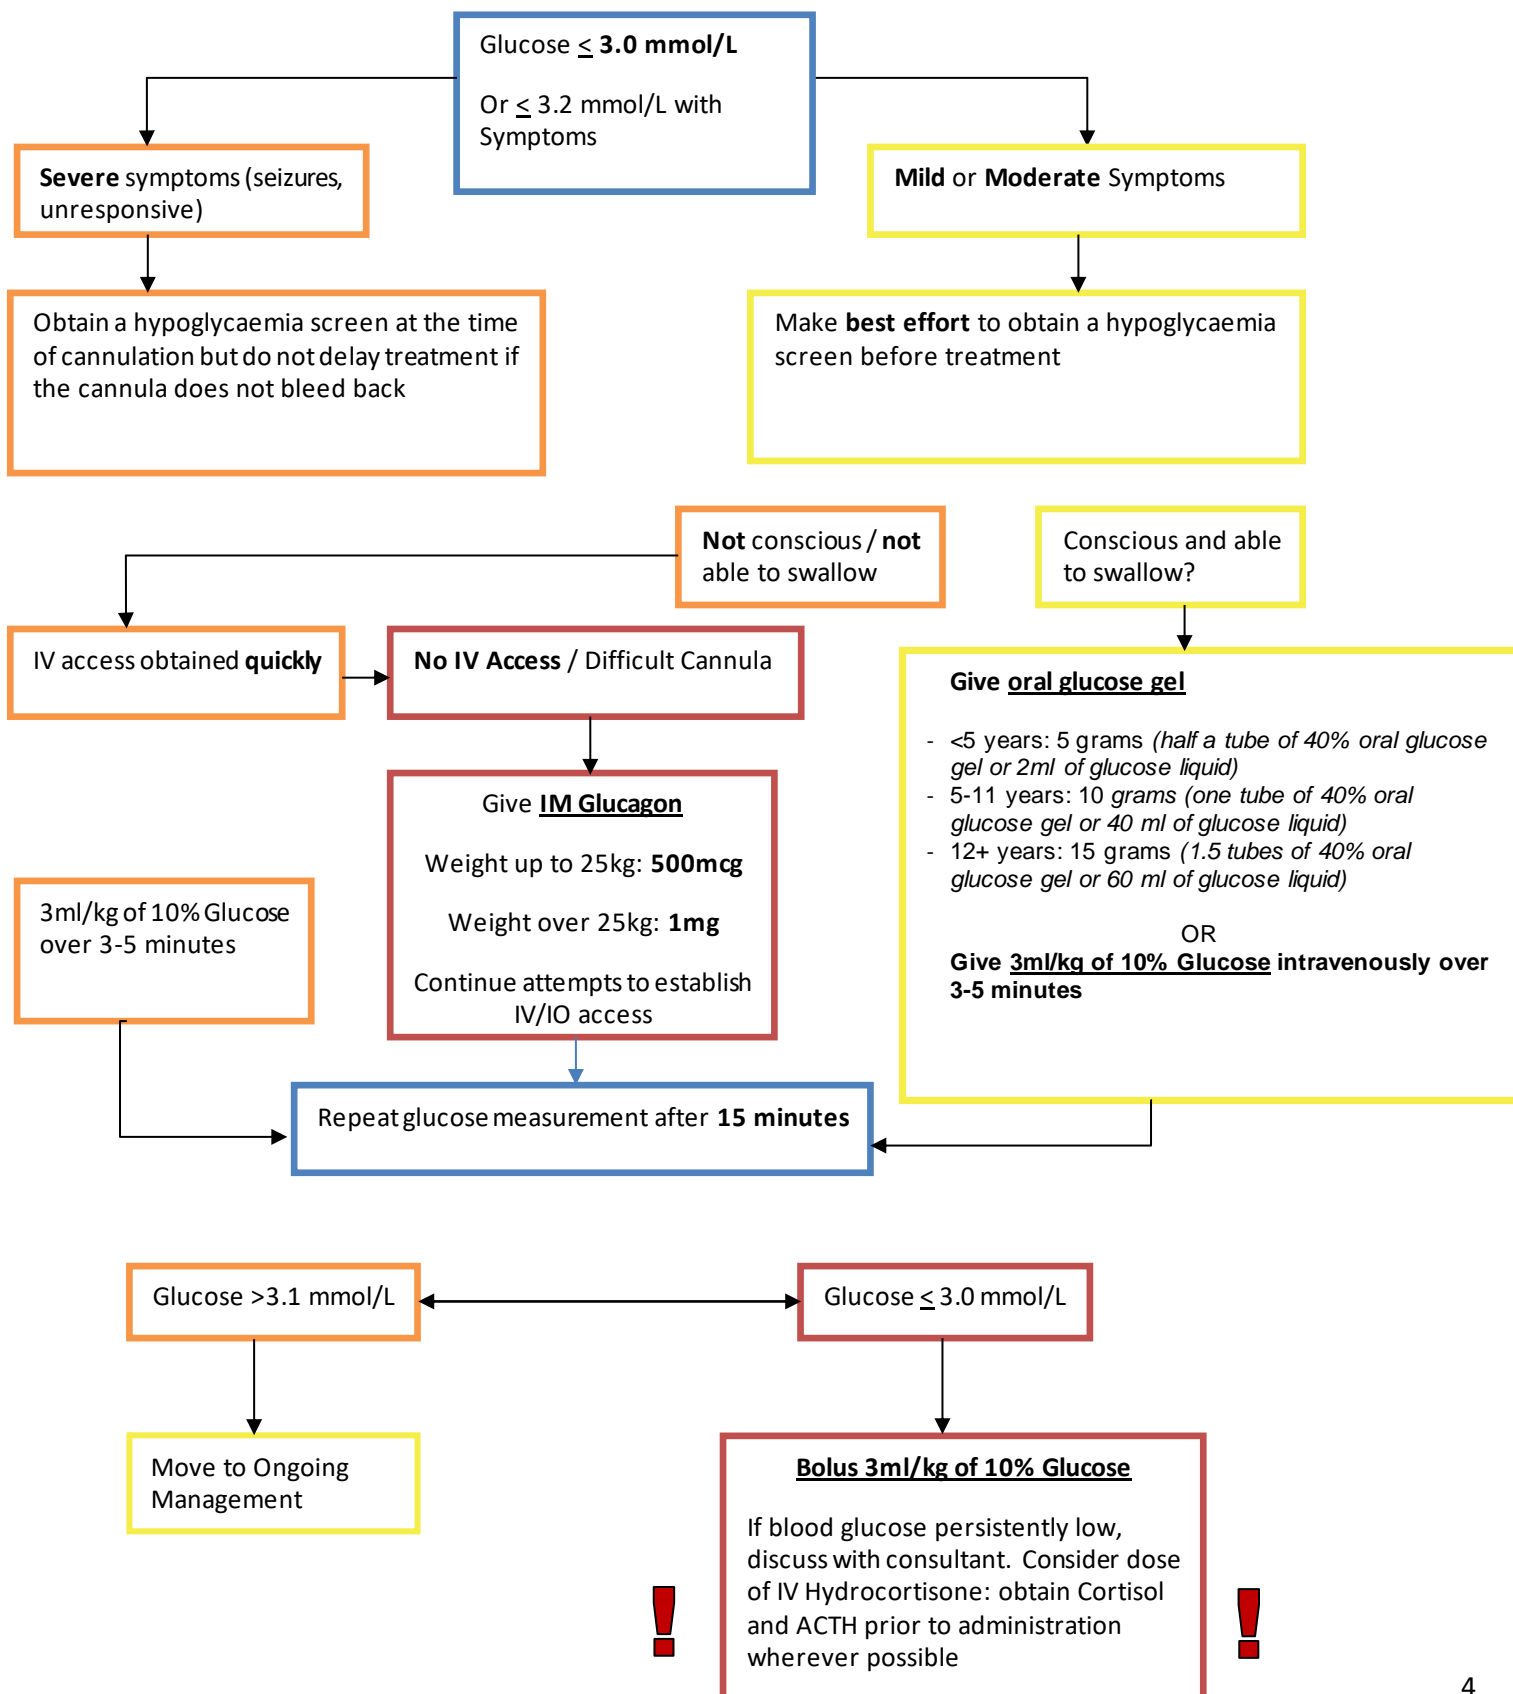 Glucose ≤ 3.0 mmol/L
Or ≤ 3.2 mmol/L with
Symptoms
Severe symptoms (seizures,
unresponsive)
Mild or Moderate Symptoms
Obtain a hypoglycaemia screen at the time
of cannulation but do not delay treatment if
the cannula does not bleed back
Make best effort to obtain a hypoglycaemia
screen before treatment
Not conscious / not
able to swallow
Conscious and able
to swallow?
IV access obtained quickly
No IV Access / Difficult Cannula
Give oral glucose gel
- <5 years: 5 grams (half a tube of 40% oral glucose
gel or 2ml of glucose liquid)
- 5-11 years: 10 grams (one tube of 40% oral
glucose gel or 40 ml of glucose liquid)
- 12+ years: 15 grams (1.5 tubes of 40% oral
glucose gel or 60 ml of glucose liquid)
OR
Give 3ml/kg of 10% Glucose intravenously over
3-5 minutes
Give IM Glucagon
Weight up to 25kg: 500mcg
Weight over 25kg: 1mg
Continue attempts to establish
IV/IO access
3ml/kg of 10% Glucose
over 3-5 minutes
Repeat glucose measurement after 15 minutes
Glucose >3.1 mmol/L
Glucose ≤ 3.0 mmol/L
Move to Ongoing
Management
Bolus 3ml/kg of 10% Glucose
If blood glucose persistently low,
discuss with consultant. Consider dose
of IV Hydrocortisone: obtain Cortisol
and ACTH prior to administration
wherever possible
! !
4